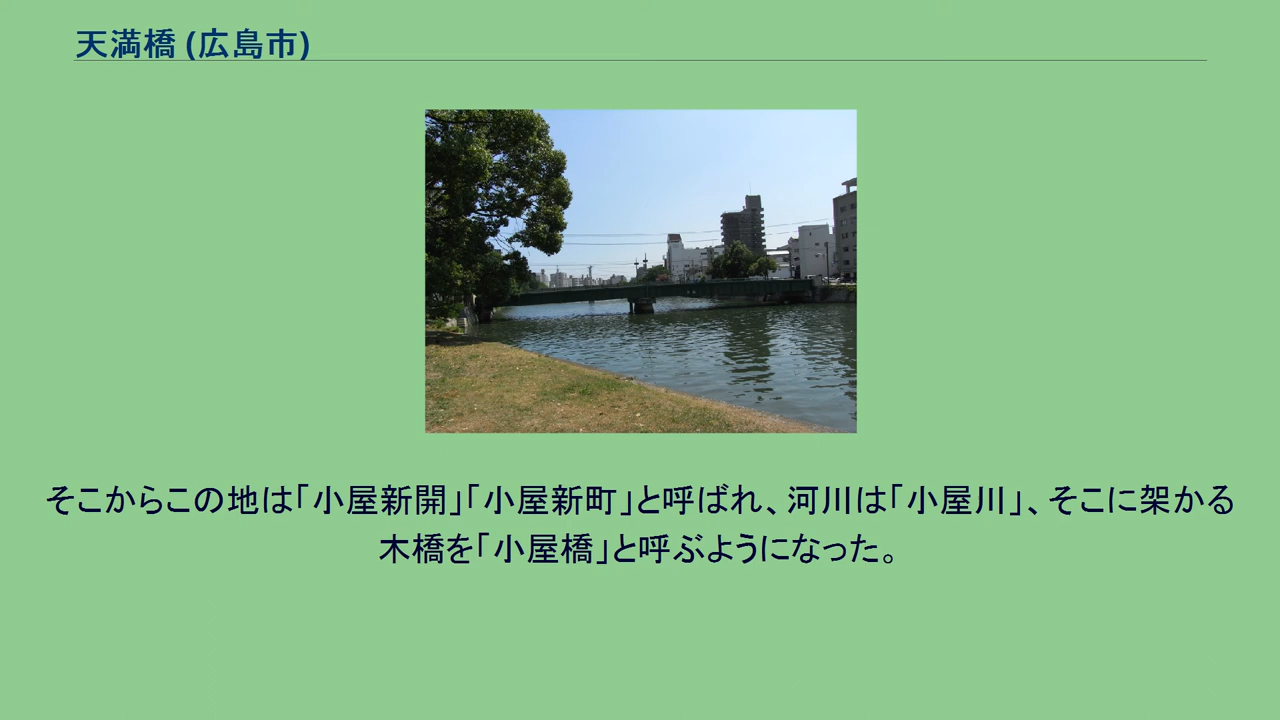 天満橋 (広島市)
そこからこの地は「小屋新開」「小屋新町」と呼ばれ、河川は「小屋川」、そこに架かる
木橋を「小屋橋」と呼ぶようになった。